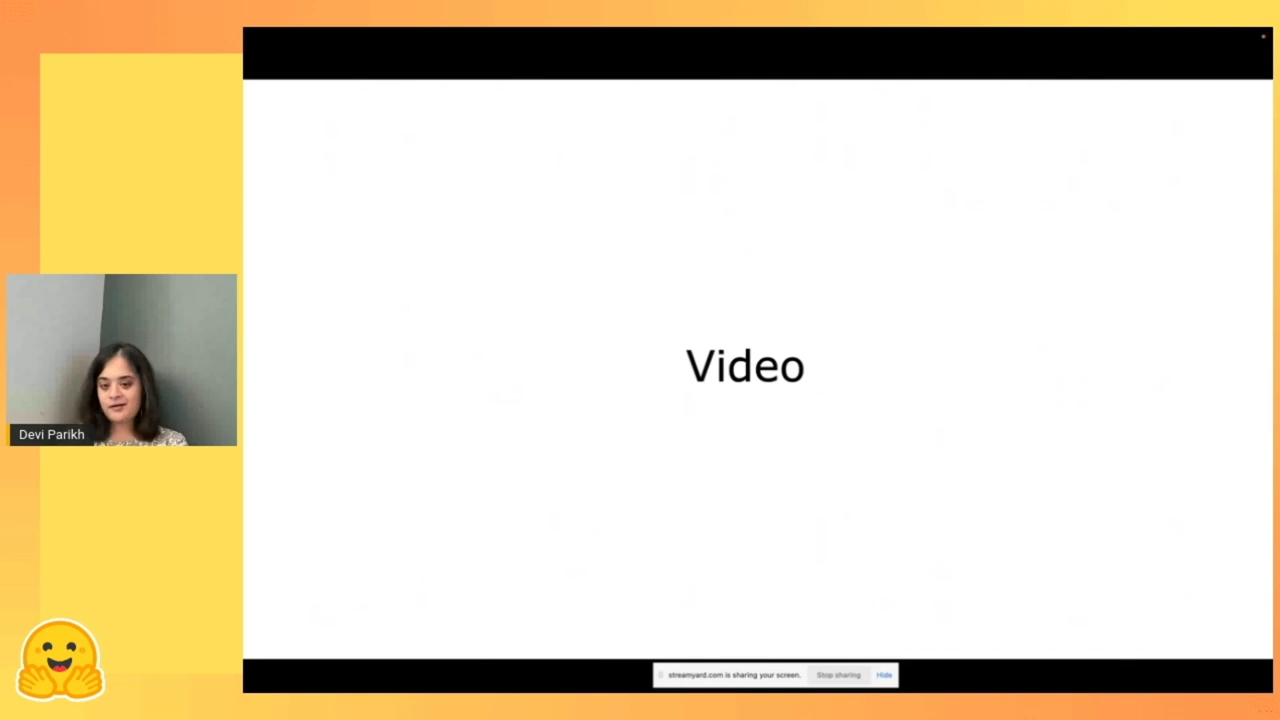 Video
Devi Parikh
streamyard.com is sharing your screen.
Stop sharing
Hide